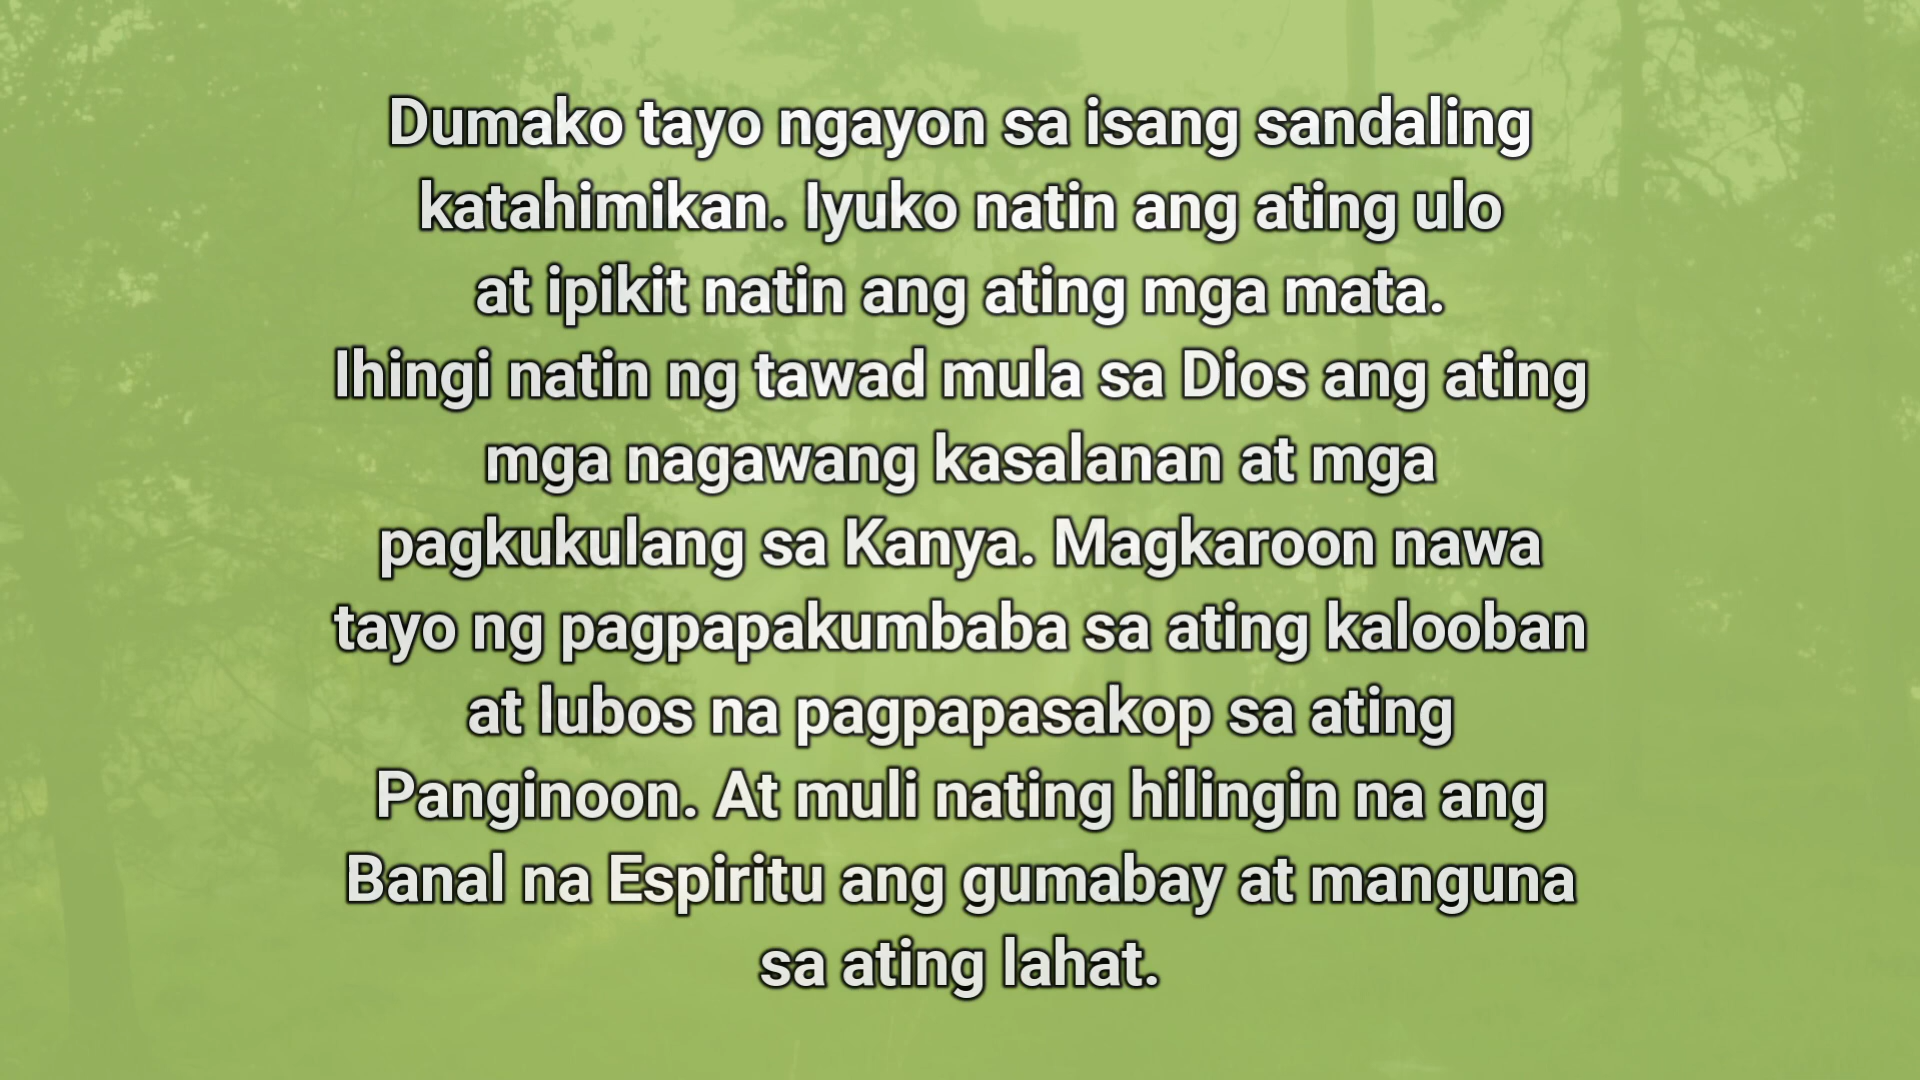 Dumako tayo ngayon sa isang sandaling
katahimikan. Iyuko natin ang ating ulo
at ipikit natin ang ating mga mata.
Ihingi natin ng tawad mula sa Dios ang ating
mga nagawang kasalanan at mga
pagkukulang sa Kanya. Magkaroon nawa
tayo ng pagpapakumbaba sa ating kalooban
at lubos na pagpapasakop sa ating
Panginoon. At muli nating hilingin na ang
Banal na Espiritu ang gumabay at manguna
sa ating lahat.